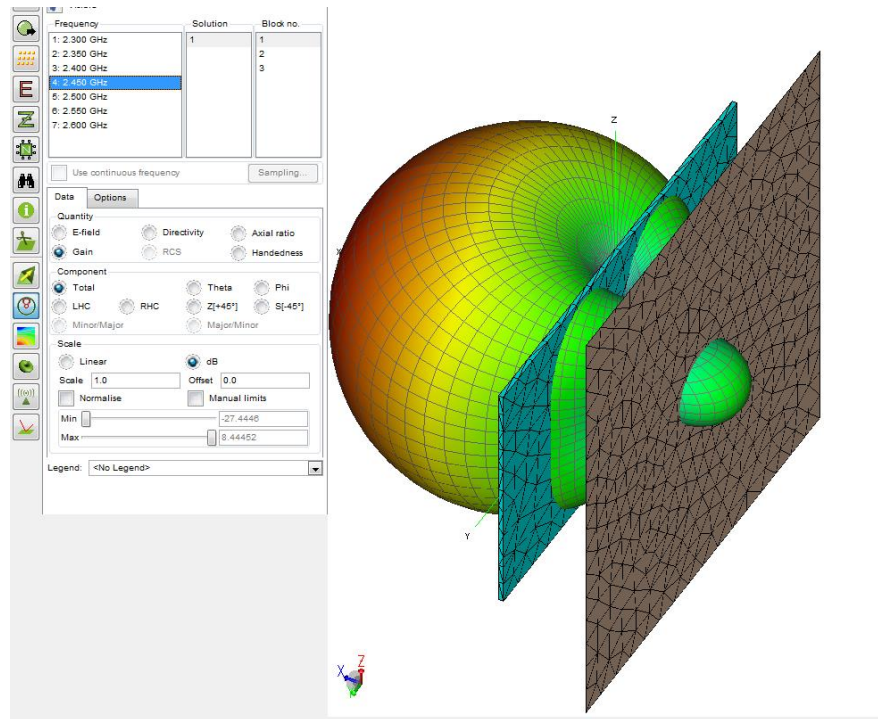 Frequency Solution Block no.
1: 2.300 GHz 1 1
2: 2.350 GHz 2
3: 2.400 GHz 3
4: 2.450 GHz
5: 2.500 GHz
6: 2.550 GHz
7: 2.600 GHz
Use continuous frequency Sampling...
Data Options
Quantity
E-field Directivity Axial ratio
Gain RCS Handedness
Component
Total Theta Phi
LHC RHC Z[+45°] S[-45°]
Minor/Major Major/Minor
Scale
Linear dB
Scale 1.0 Offset 0.0
Normalise Manual limits
Min -27.4446
Max 8.44452
Legend: <No Legend>
E
Z
Z
Y
X Z